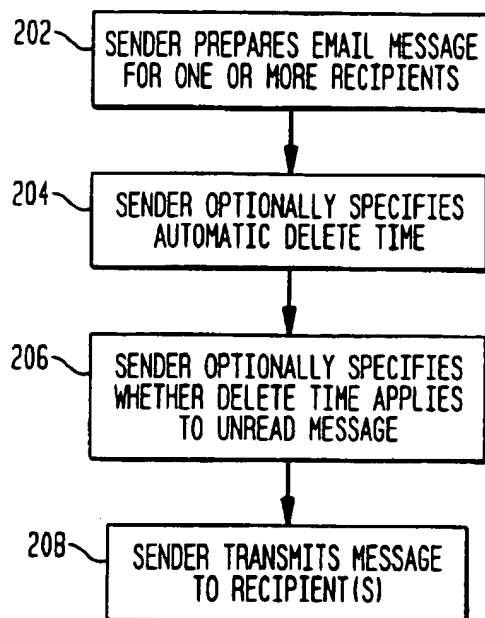 202
SENDER PREPARES EMAIL MESSAGE
FOR ONE OR MORE RECIPIENTS
204
SENDER OPTIONALLY SPECIFIES
AUTOMATIC DELETE TIME
206
SENDER OPTIONALLY SPECIFIES
WHETHER DELETE TIME APPLIES
TO UNREAD MESSAGE
208
SENDER TRANSMITS MESSAGE
TO RECIPIENT(S)